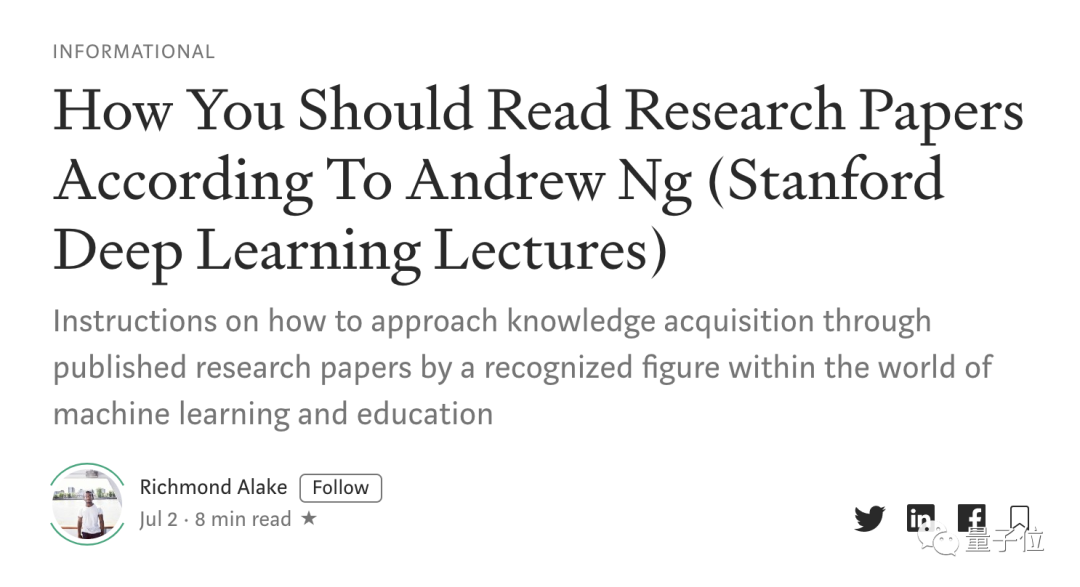 INFORMATIONAL
How You Should Read Research Papers
According To Andrew Ng (Stanford
Deep Learning Lectures)
Instructions on how to approach knowledge acquisition through
published research papers by a recognized figure within the world of
machine learning and education
Richmond Alake Follow
Jul 2 · 8 min read ★
in f 量子位